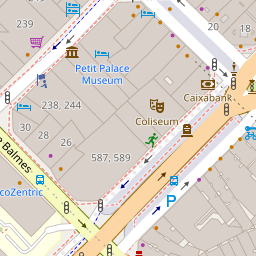 239
20
18
Petit Palace
Museum
238, 244
Caixabank
Coliseum
30
28
26
587, 589
Balmes
coZentric
P